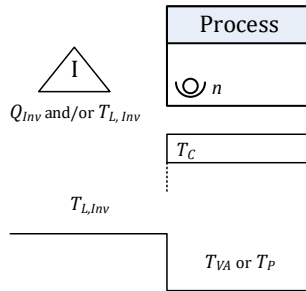 Process
I
n
Q_Inv and/or T_L, Inv
T_C
T_L,Inv
T_VA or T_P